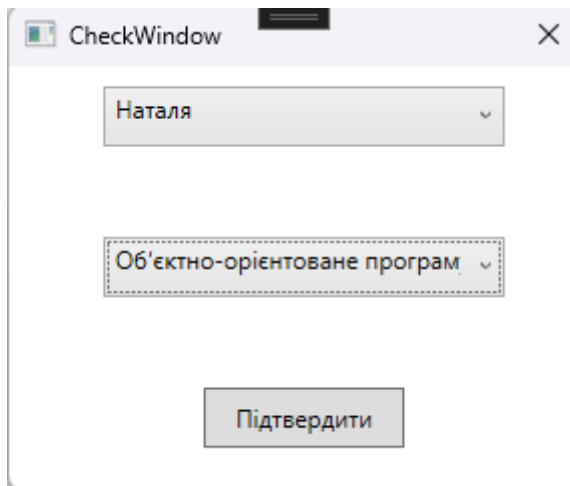 CheckWindow
Наталя
Об'єктно-орієнтоване програм
Підтвердити